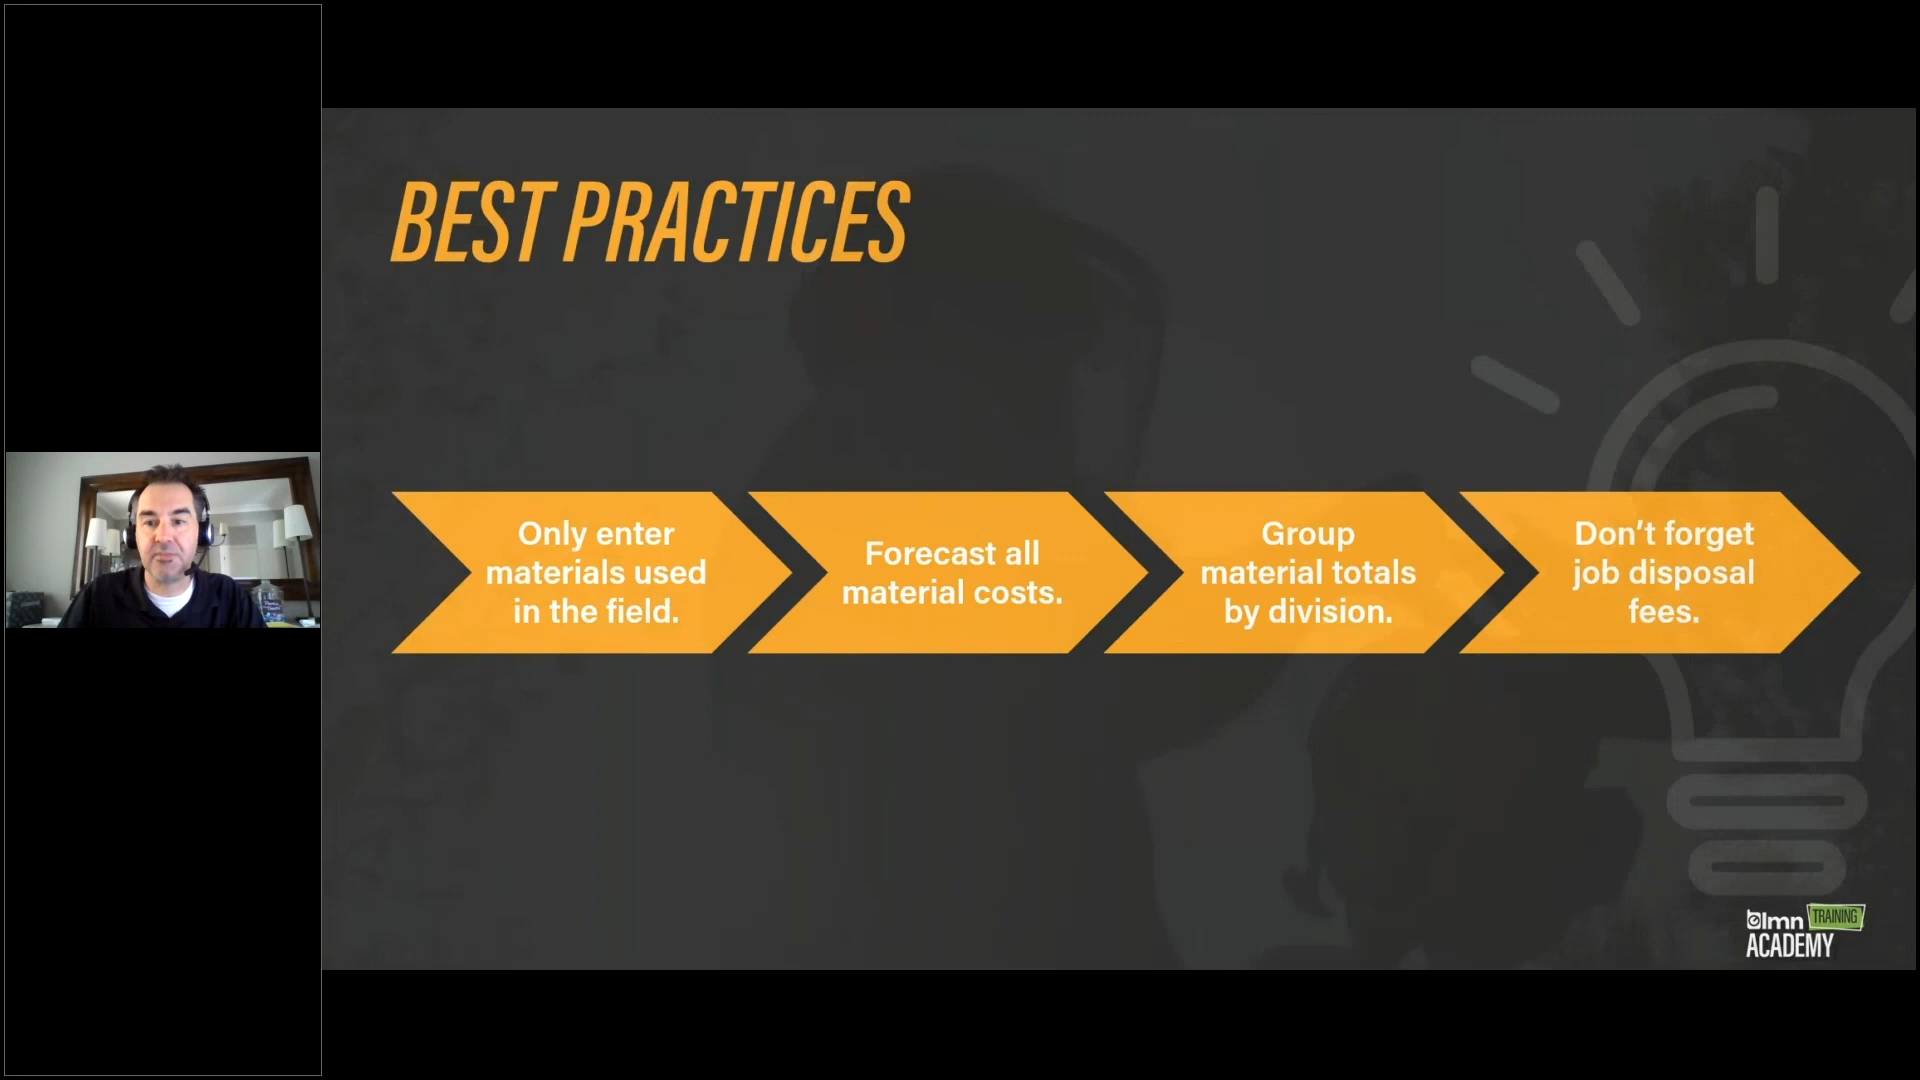 BEST PRACTICES
Only enter
materials used
in the field.
Forecast all
material costs.
Group
material totals
by division.
Don’t forget
job disposal
fees.
lmn TRAINING
ACADEMY